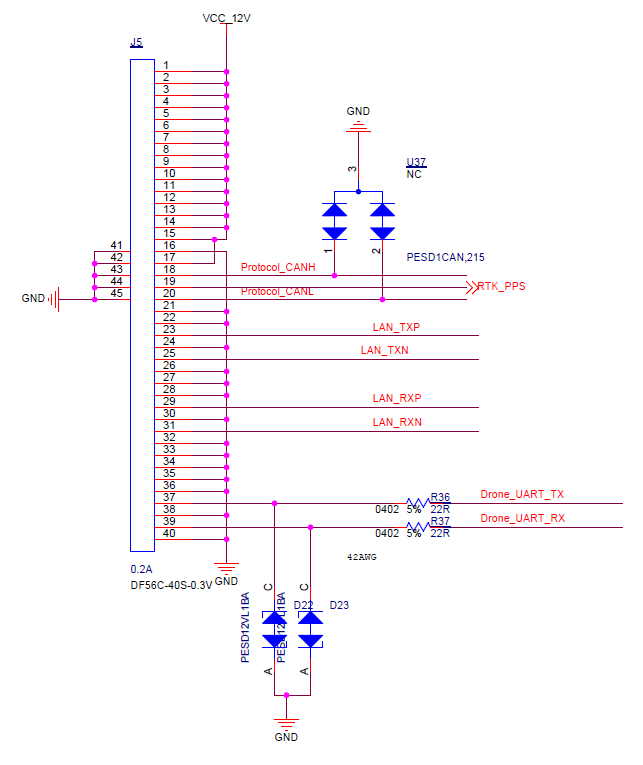 VCC_12V
J5
1
2
3
4
5
6
7
8
9
10
11
12
13
14
15
16
17
18
19
20
21
22
23
24
25
26
27
28
29
30
31
32
33
34
35
36
37
38
39
40
41
42
43
44
45
GND
GND
3
U37
NC
1
2
PESD1CAN,215
Protocol_CANH
RTK_PPS
Protocol_CANL
LAN_TXP
LAN_TXN
LAN_RXP
LAN_RXN
R36
Drone_UART_TX
0402 5% 22R
R37
Drone_UART_RX
0402 5% 22R
42AWG
0.2A
DF56C-40S-0.3V
GND
C
C
PESD12VL1BA
D22
PESD12VL1BA
D23
A
A
GND